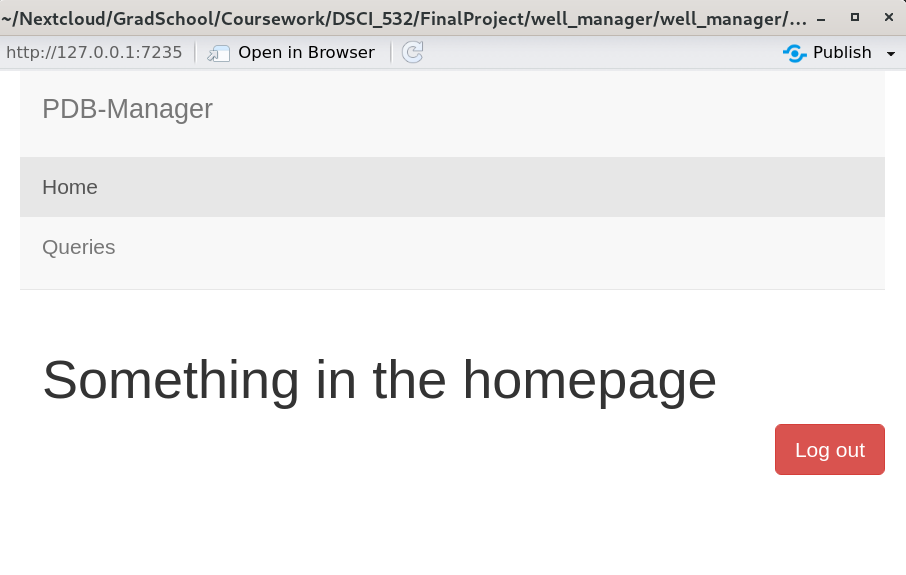 ~/Nextcloud/GradSchool/Coursework/DSCI_532/FinalProject/well_manager/well_manager/...
http://127.0.0.1:7235 Open in Browser Publish
PDB-Manager
Home
Queries
Something in the homepage
Log out